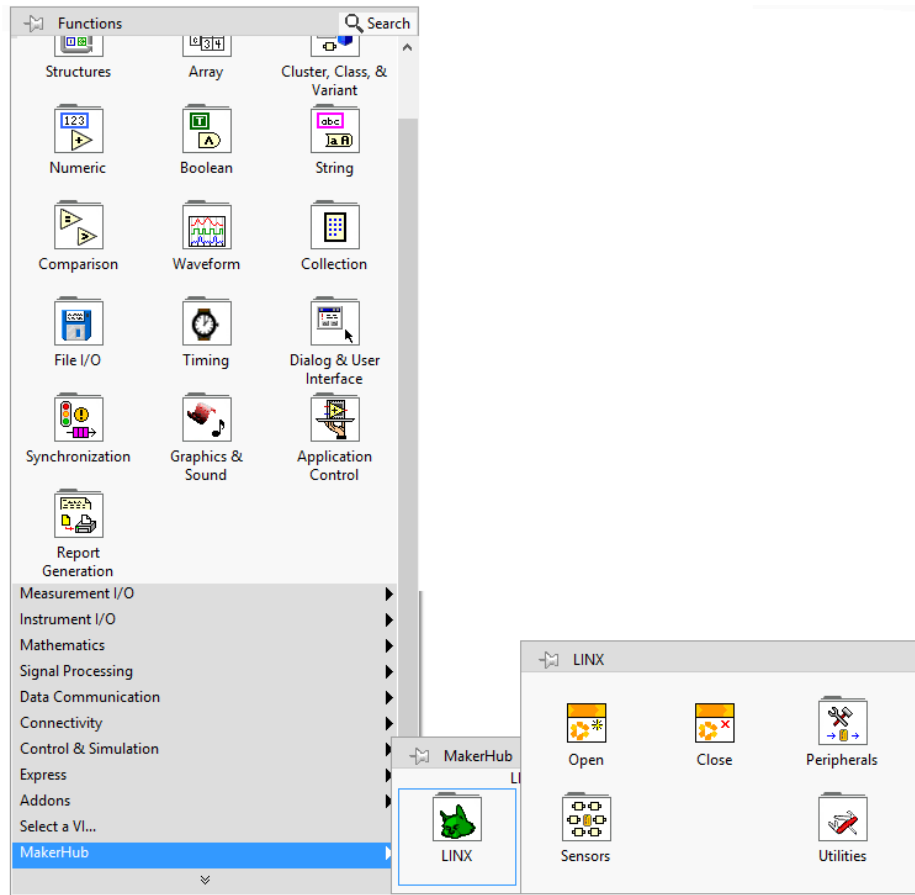 Functions
Search
Structures
Array
Cluster, Class, &
Variant
123
abc
a A
Numeric
Boolean
String
Comparison
Waveform
Collection
File I/O
Timing
Dialog & User
Interface
Synchronization
Graphics &
Sound
Application
Control
Report
Generation
Measurement I/O
Instrument I/O
Mathematics
Signal Processing
Data Communication
Connectivity
Control & Simulation
Express
Addons
Select a VI...
MakerHub
MakerHub
LINX
LINX
Open
Close
Peripherals
Sensors
Utilities